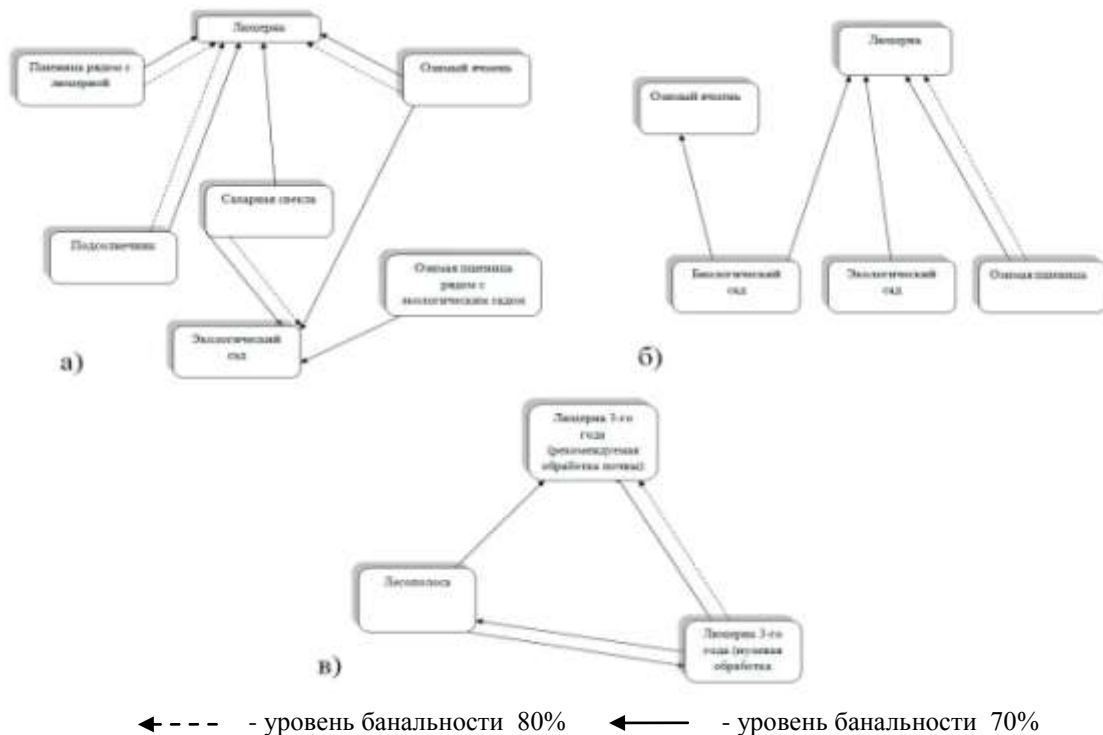 Люцерна
Пшеница рядом с
люцерной
Озимый ячмень
Сахарная свекла
Подсолнечник
Озимая пшеница
рядом с
экологическим садом
Экологический
сад
а)
Люцерна
Озимый ячмень
Биологический
сад
Экологический
сад
Озимая пшеница
б)
Люцерна 3-го
года
(рекомендуемая
обработка почвы)
Лесополоса
Люцерна 3-го
года (нулевая
обработка
в)
- уровень банальности 80% - уровень банальности 70%